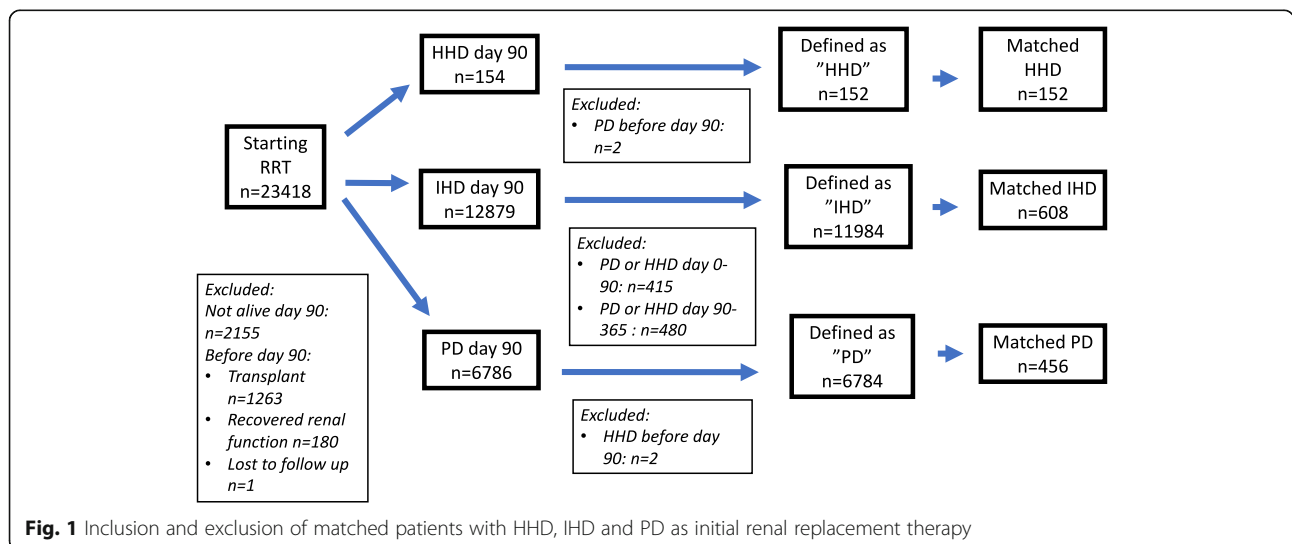 HHD day 90
n=154
Defined as
”HHD”
n=152
Matched
HHD
n=152
Excluded:
• PD before day 90:
n=2
Starting
RRT
n=23418
IHD day 90
n=12879
Defined as
”IHD”
n=11984
Matched IHD
n=608
Excluded:
• PD or HHD day 0-
90: n=415
• PD or HHD day 90-
365 : n=480
Excluded:
Not alive day 90:
n=2155
Before day 90:
• Transplant
n=1263
• Recovered renal
function n=180
• Lost to follow up
n=1
PD day 90
n=6786
Defined as
”PD”
n=6784
Matched PD
n=456
Excluded:
• HHD before day
90: n=2
Fig. 1 Inclusion and exclusion of matched patients with HHD, IHD and PD as initial renal replacement therapy